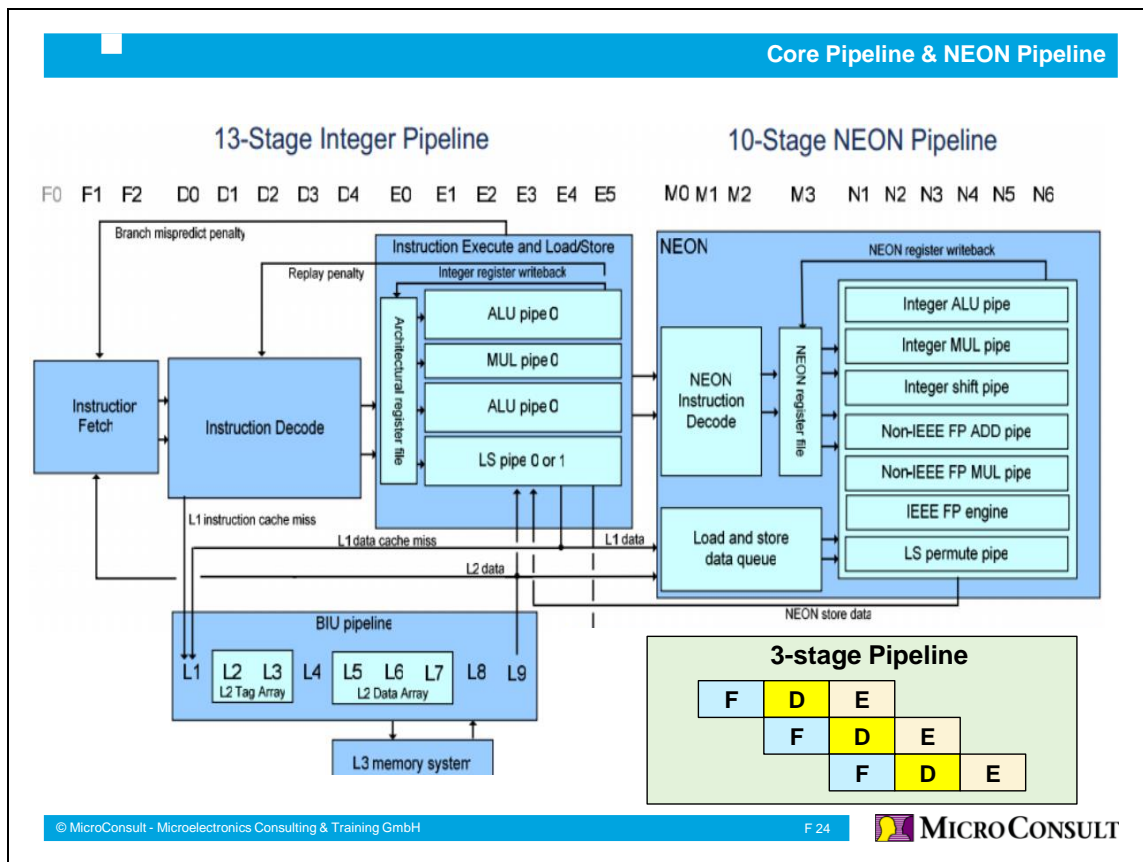 Core Pipeline & NEON Pipeline
13-Stage Integer Pipeline
10-Stage NEON Pipeline
F0 F1 F2 D0 D1 D2 D3 D4 E0 E1 E2 E3 E4 E5
M0 M1 M2 M3 N1 N2 N3 N4 N5 N6
Branch mispredict penalty
Instruction Execute and Load/Store
NEON
NEON register writeback
Replay penalty
Integer register writeback
Instruction
Fetch
Instruction Decode
Architectural register file
ALU pipe 0
MUL pipe 0
ALU pipe 0
LS pipe 0 or 1
NEON
Instruction
Decode
NEON register file
Integer ALU pipe
Integer MUL pipe
Integer shift pipe
Non-IEEE FP ADD pipe
Non-IEEE FP MUL pipe
IEEE FP engine
LS permute pipe
L1 instruction cache miss
L1 data cache miss
L1 data
L2 data
Load and store
data queue
NEON store data
BIU pipeline
L1 L2 L3 L4 L5 L6 L7 L8 L9
L2 Tag Array
L2 Data Array
L3 memory system
3-stage Pipeline
F D E
F D E
F D E
© MicroConsult - Microelectronics Consulting & Training GmbH
F 24
MICROCONSULT